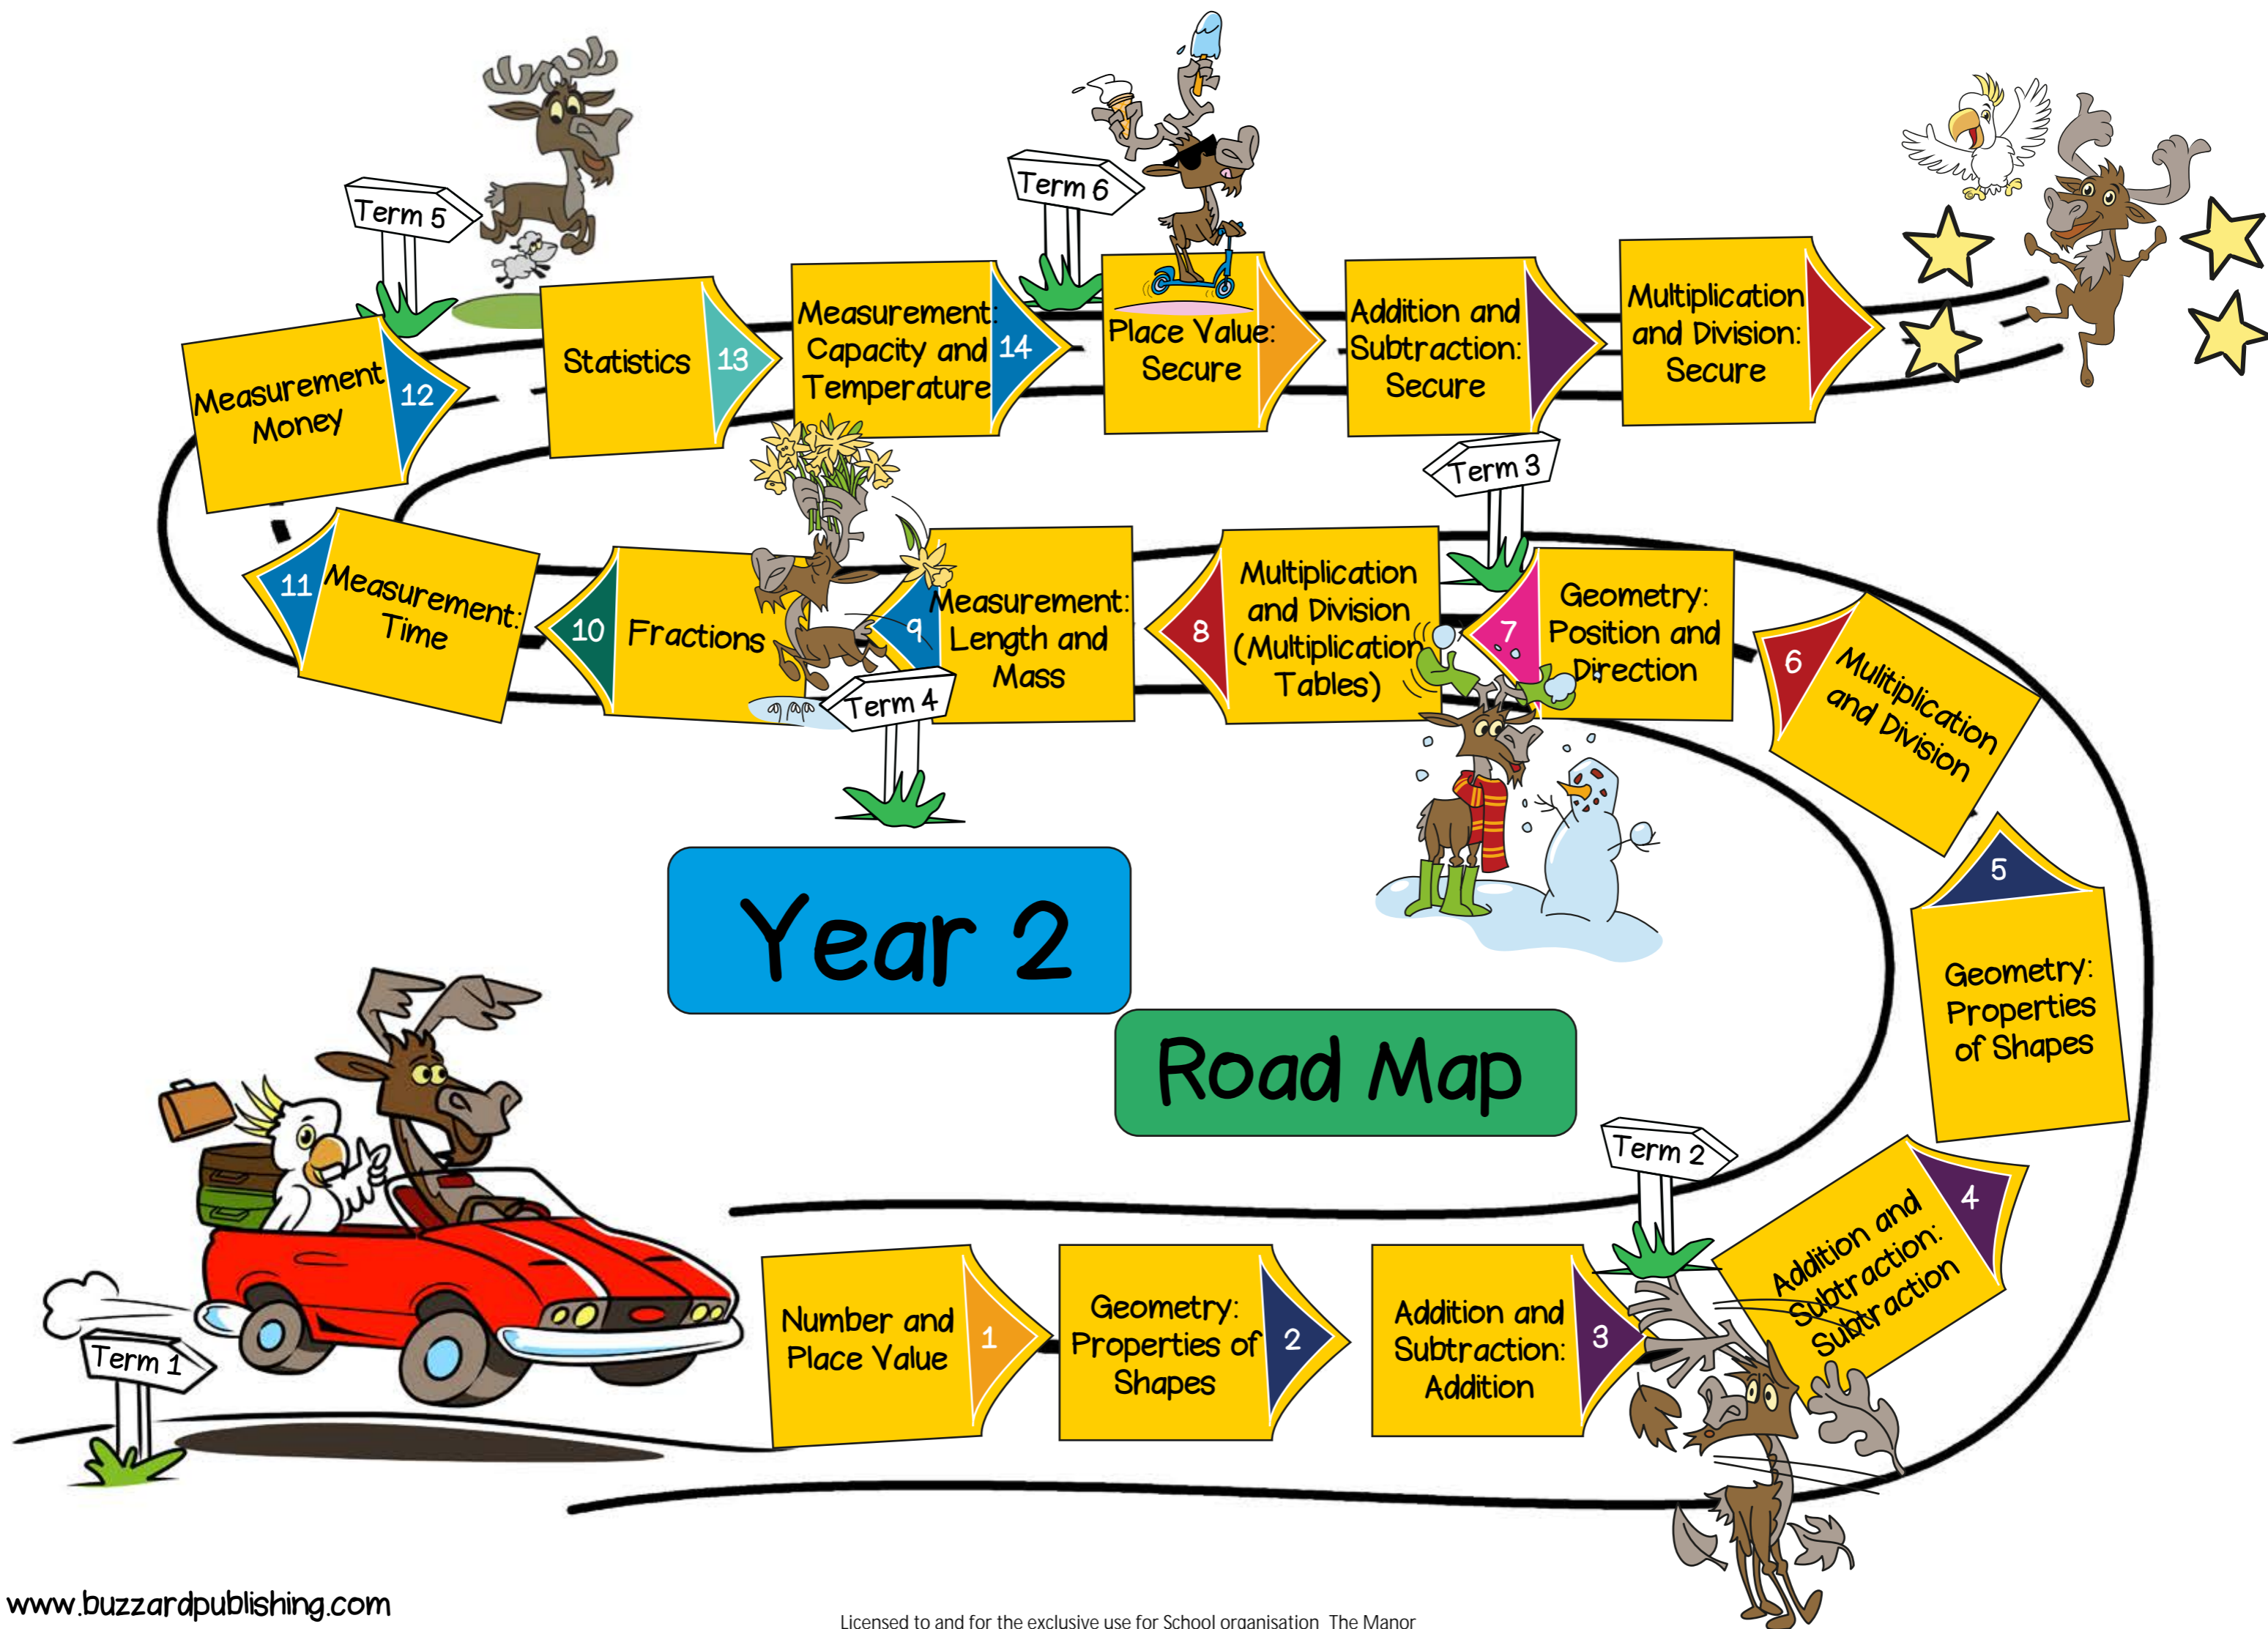 Term 1
Number and
Place Value
1
Geometry:
Properties of
Shapes
2
Addition and
Subtraction:
Addition
3
Term 2
Addition and
Subtraction:
Subtraction
4
Geometry:
Properties
of Shapes
5
Mulitiplication
and Division
6
Geometry:
Position and
Direction
7
Term 3
Multiplication
and Division
(Multiplication
Tables)
8
Measurement:
Length and
Mass
9
Term 4
Fractions
10
Measurement:
Time
11
Measurement
Money
12
Term 5
Statistics
13
Measurement:
Capacity and
Temperature
14
Term 6
Place Value:
Secure
Addition and
Subtraction:
Secure
Multiplication
and Division:
Secure
Year 2
Road Map
www.buzzardpublishing.com
Licensed to and for the exclusive use for School organisation The Manor